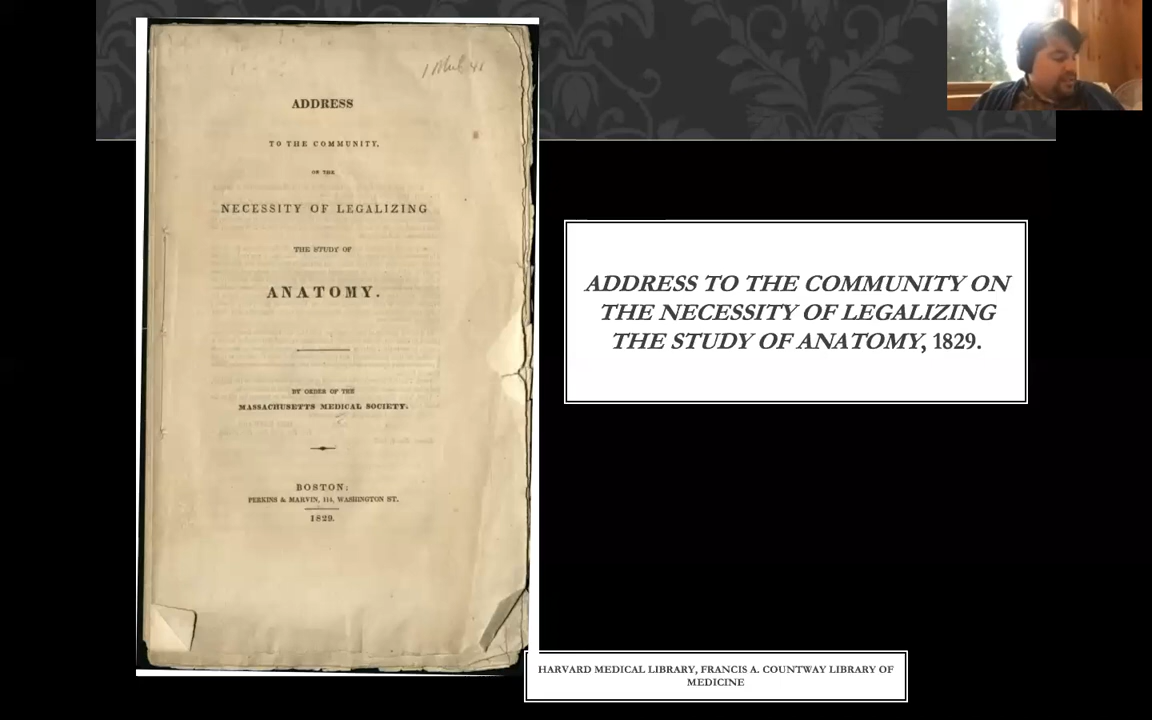 ADDRESS
TO THE COMMUNITY,
ON THE
NECESSITY OF LEGALIZING
THE STUDY OF
ANATOMY.
BY ORDER OF THE
MASSACHUSETTS MEDICAL SOCIETY.
BOSTON:
PERKINS & MARVIN, 114, WASHINGTON ST.
1829.
ADDRESS TO THE COMMUNITY ON
THE NECESSITY OF LEGALIZING
THE STUDY OF ANATOMY, 1829.
HARVARD MEDICAL LIBRARY, FRANCIS A. COUNTWAY LIBRARY OF
MEDICINE